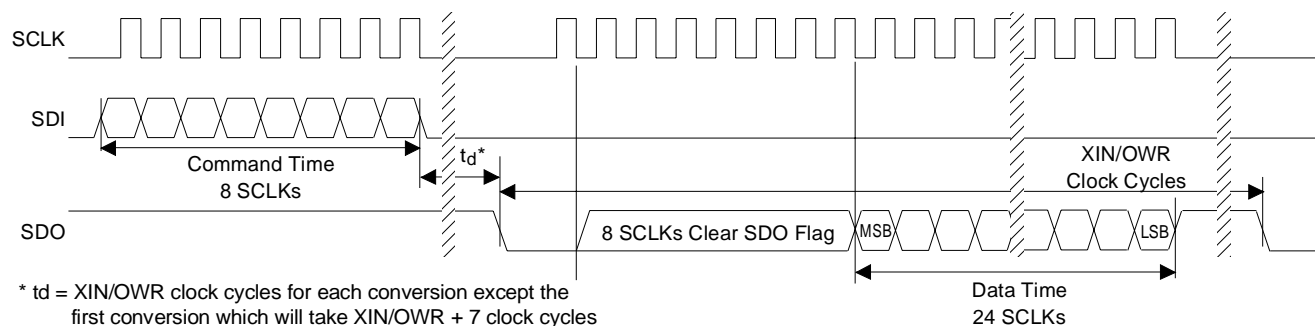 SCLK
SDI
Command Time
8 SCLKs
td*
XIN/OWR
Clock Cycles
SDO
8 SCLKs Clear SDO Flag
MSB
LSB
* td = XIN/OWR clock cycles for each conversion except the
first conversion which will take XIN/OWR + 7 clock cycles
Data Time
24 SCLKs